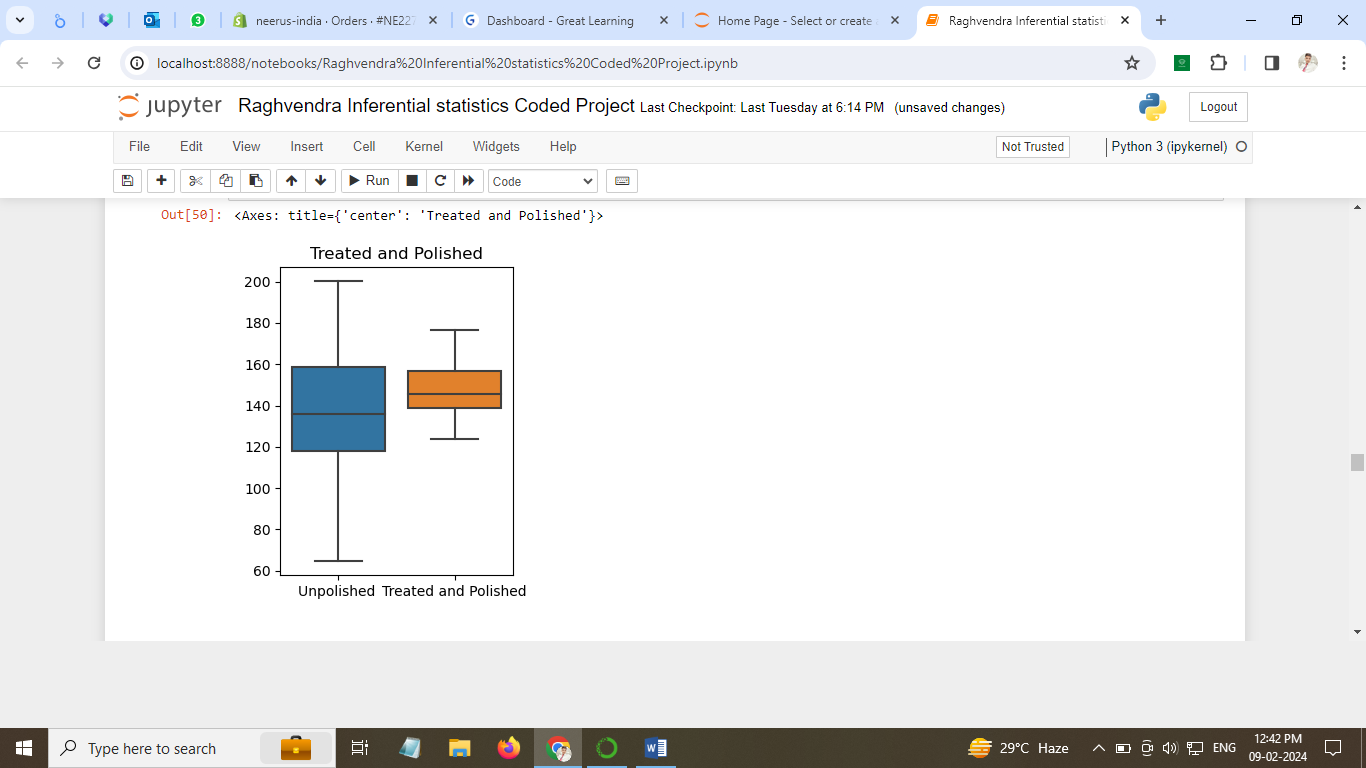 3
neerus-india · Orders · #NE227
Dashboard - Great Learning
Home Page - Select or create
Raghvendra Inferential statisti
localhost:8888/notebooks/Raghvendra%20Inferential%20statistics%20Coded%20Project.ipynb
jupyter Raghvendra Inferential statistics Coded Project Last Checkpoint: Last Tuesday at 6:14 PM (unsaved changes)
Logout
File Edit View Insert Cell Kernel Widgets Help
Not Trusted
Python 3 (ipykernel)
Run
Code
Out[50]: <Axes: title={'center': 'Treated and Polished'}>
Treated and Polished
200
180
160
140
120
100
80
60
Unpolished Treated and Polished
Type here to search
29°C Haze
ENG
12:42 PM
09-02-2024